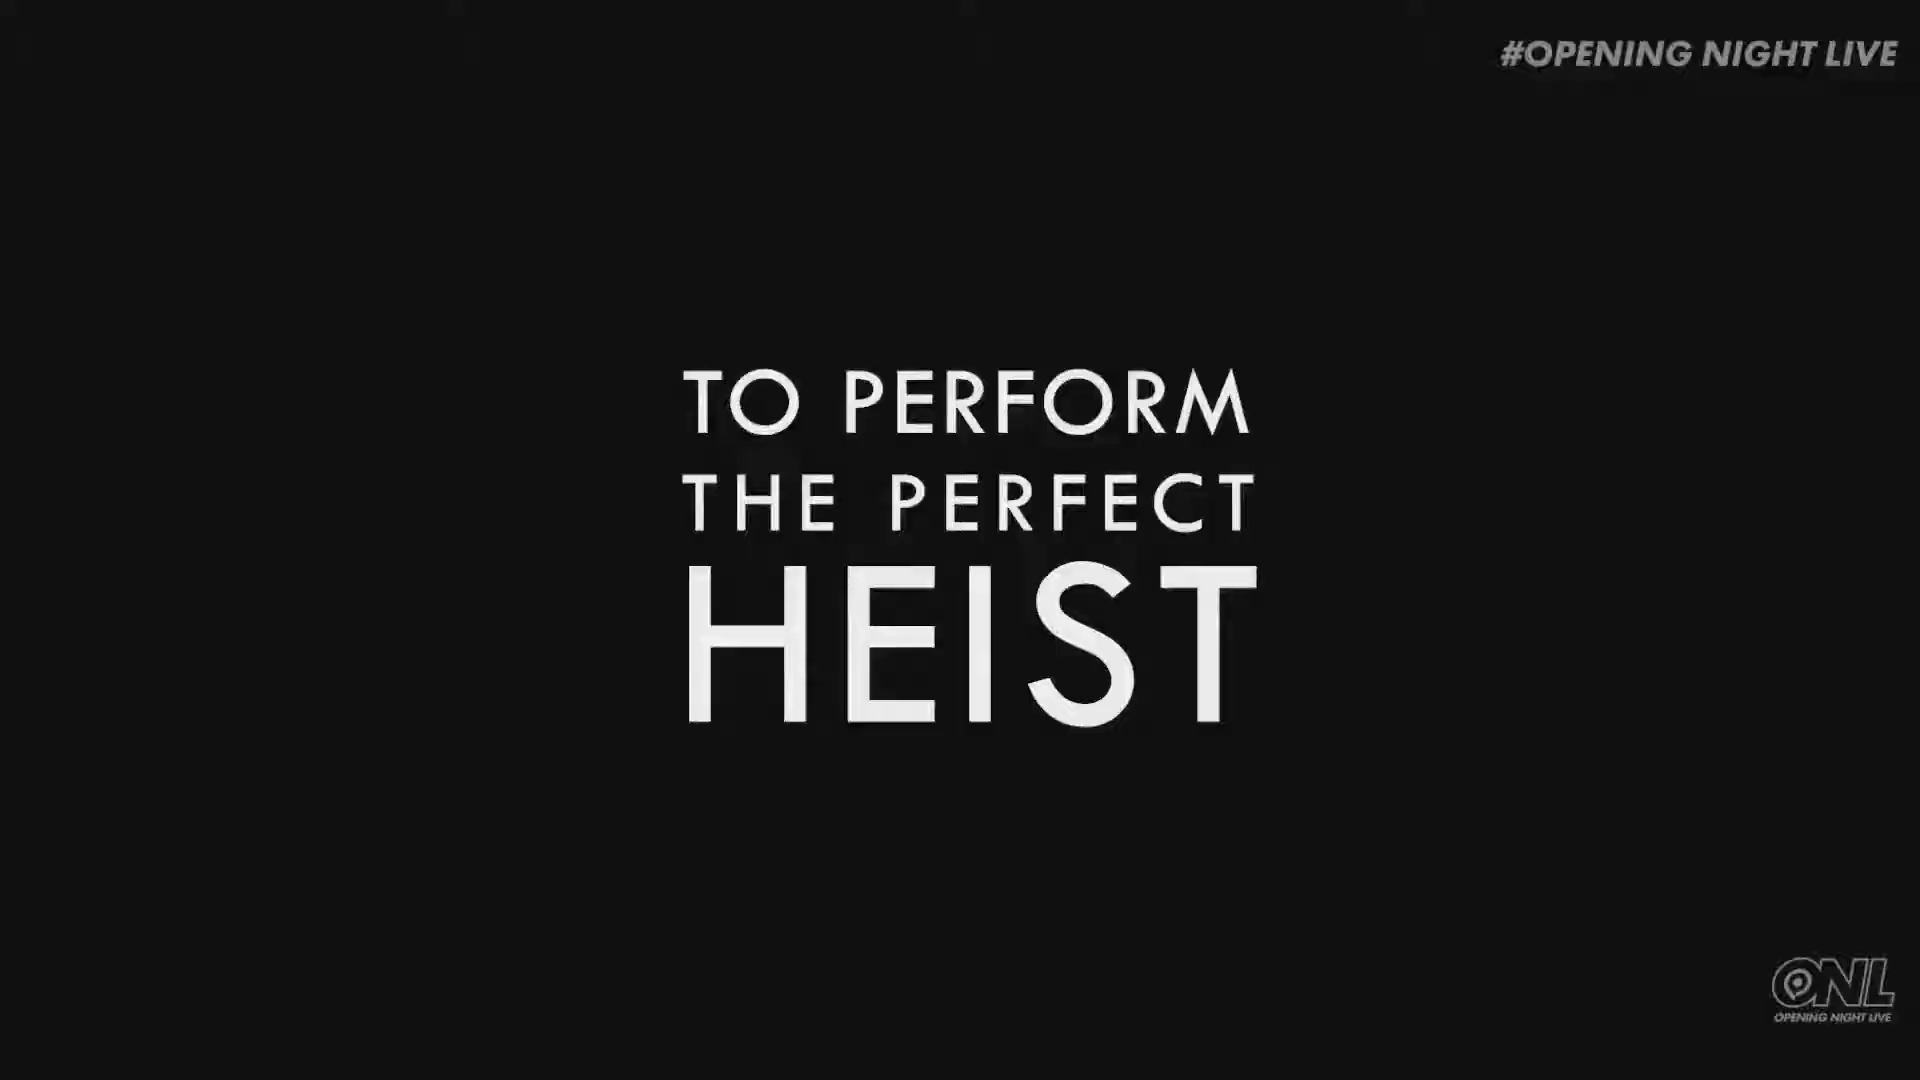 #OPENING NIGHT LIVE
TO PERFORM
THE PERFECT
HEIST
ONL
OPENING NIGHT LIVE